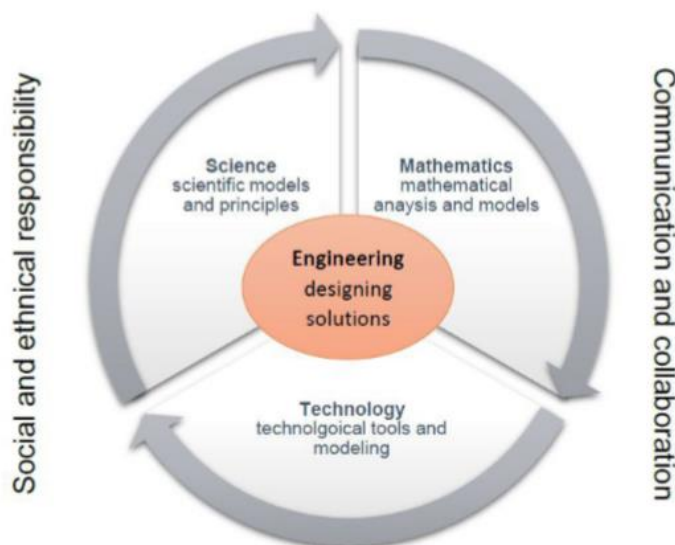 Social and ethnical responsibility
Science
scientific models
and principles
Mathematics
mathematical
anaysis and models
Engineering
designing
solutions
Technology
technolgoical tools and
modeling
Communication and collaboration